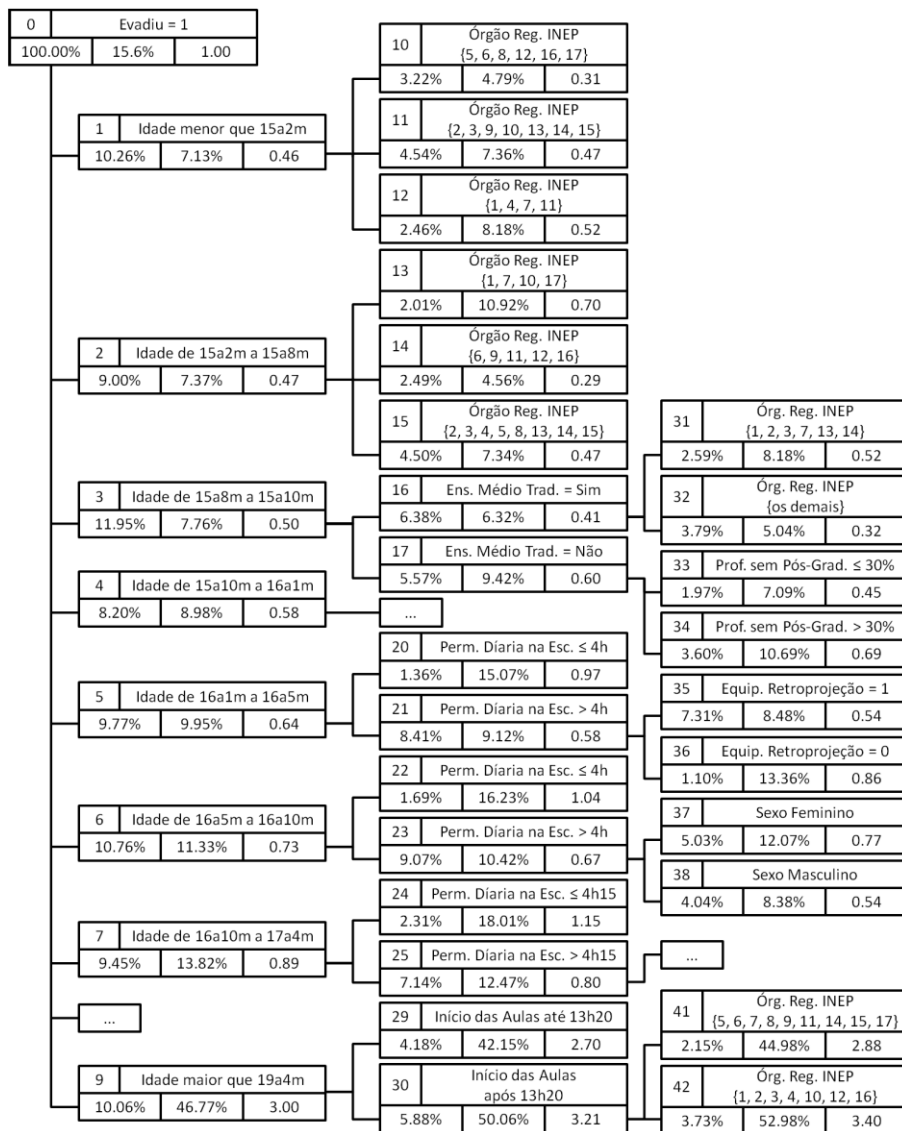 0 Evadiu = 1
100.00% 15.6% 1.00
1 Idade menor que 15a2m
10.26% 7.13% 0.46
10 Órgão Reg. INEP
{5, 6, 8, 12, 16, 17}
3.22% 4.79% 0.31
11 Órgão Reg. INEP
{2, 3, 9, 10, 13, 14, 15}
4.54% 7.36% 0.47
12 Órgão Reg. INEP
{1, 4, 7, 11}
2.46% 8.18% 0.52
2 Idade de 15a2m a 15a8m
9.00% 7.37% 0.47
13 Órgão Reg. INEP
{1, 7, 10, 17}
2.01% 10.92% 0.70
14 Órgão Reg. INEP
{6, 9, 11, 12, 16}
2.49% 4.56% 0.29
15 Órgão Reg. INEP
{2, 3, 4, 5, 8, 13, 14, 15}
4.50% 7.34% 0.47
3 Idade de 15a8m a 15a10m
11.95% 7.76% 0.50
16 Ens. Médio Trad. = Sim
6.38% 6.32% 0.41
31 Órg. Reg. INEP
{1, 2, 3, 7, 13, 14}
2.59% 8.18% 0.52
32 Órg. Reg. INEP
{os demais}
3.79% 5.04% 0.32
17 Ens. Médio Trad. = Não
5.57% 9.42% 0.60
33 Prof. sem Pós-Grad. ≤ 30%
1.97% 7.09% 0.45
34 Prof. sem Pós-Grad. > 30%
3.60% 10.69% 0.69
4 Idade de 15a10m a 16a1m
8.20% 8.98% 0.58
...
5 Idade de 16a1m a 16a5m
9.77% 9.95% 0.64
20 Perm. Díaria na Esc. ≤ 4h
1.36% 15.07% 0.97
21 Perm. Díaria na Esc. > 4h
8.41% 9.12% 0.58
35 Equip. Retroprojeção = 1
7.31% 8.48% 0.54
36 Equip. Retroprojeção = 0
1.10% 13.36% 0.86
6 Idade de 16a5m a 16a10m
10.76% 11.33% 0.73
22 Perm. Díaria na Esc. ≤ 4h
1.69% 16.23% 1.04
23 Perm. Díaria na Esc. > 4h
9.07% 10.42% 0.67
37 Sexo Feminino
5.03% 12.07% 0.77
38 Sexo Masculino
4.04% 8.38% 0.54
7 Idade de 16a10m a 17a4m
9.45% 13.82% 0.89
24 Perm. Díaria na Esc. ≤ 4h15
2.31% 18.01% 1.15
25 Perm. Díaria na Esc. > 4h15
7.14% 12.47% 0.80
...
...
9 Idade maior que 19a4m
10.06% 46.77% 3.00
29 Início das Aulas até 13h20
4.18% 42.15% 2.70
30 Início das Aulas
após 13h20
5.88% 50.06% 3.21
41 Órg. Reg. INEP
{5, 6, 7, 8, 9, 11, 14, 15, 17}
2.15% 44.98% 2.88
42 Órg. Reg. INEP
{1, 2, 3, 4, 10, 12, 16}
3.73% 52.98% 3.40